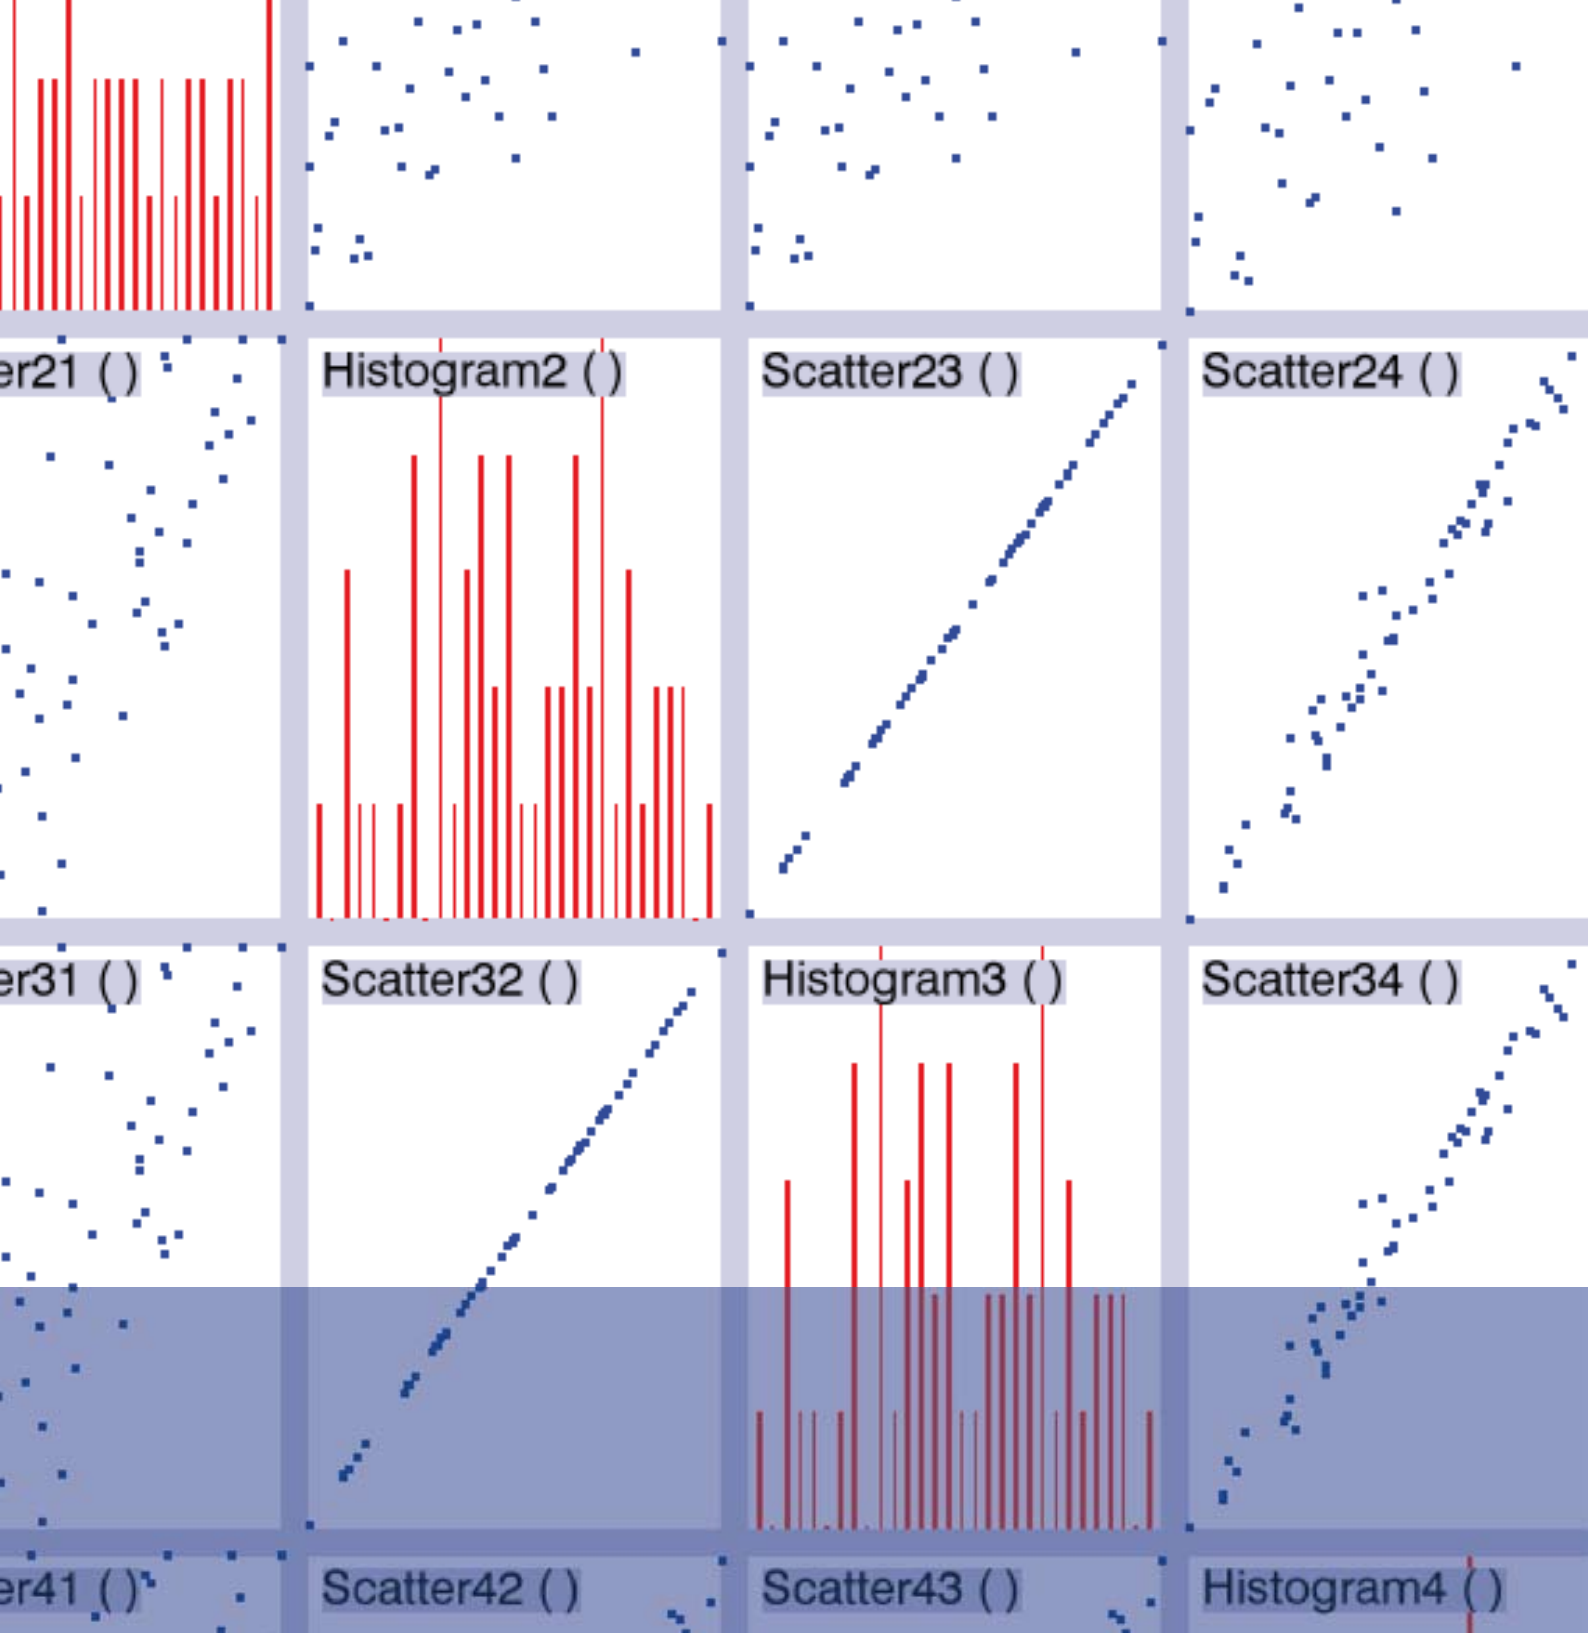 er21 ( ) Histogram2 ( ) Scatter23 ( ) Scatter24 ( )
er31 ( ) Scatter32 ( ) Histogram3 ( ) Scatter34 ( )
er41 ( ) Scatter42 ( ) Scatter43 ( ) Histogram4 ( )